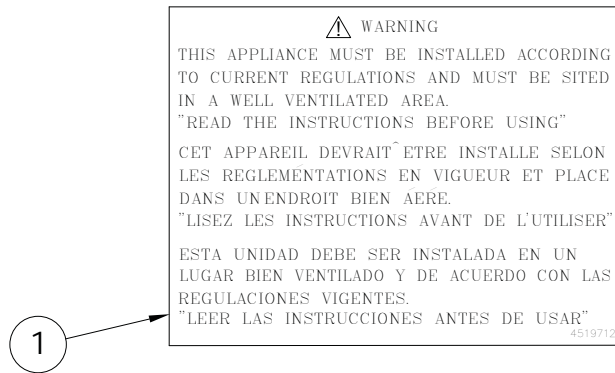 ⚠ WARNING
THIS APPLIANCE MUST BE INSTALLED ACCORDING
TO CURRENT REGULATIONS AND MUST BE SITED
IN A WELL VENTILATED AREA.
"READ THE INSTRUCTIONS BEFORE USING"
CET APPAREIL DEVRAIT ^ETRE INSTALLE SELON
LES REGLEMENTATIONS EN VIGUEUR ET PLACE
DANS UNENDROIT BIEN AERE.
"LISEZ LES INSTRUCTIONS AVANT DE L'UTILISER"
ESTA UNIDAD DEBE SER INSTALADA EN UN
LUGAR BIEN VENTILADO Y DE ACUERDO CON LAS
REGULACIONES VIGENTES.
"LEER LAS INSTRUCCIONES ANTES DE USAR"
4519712
1